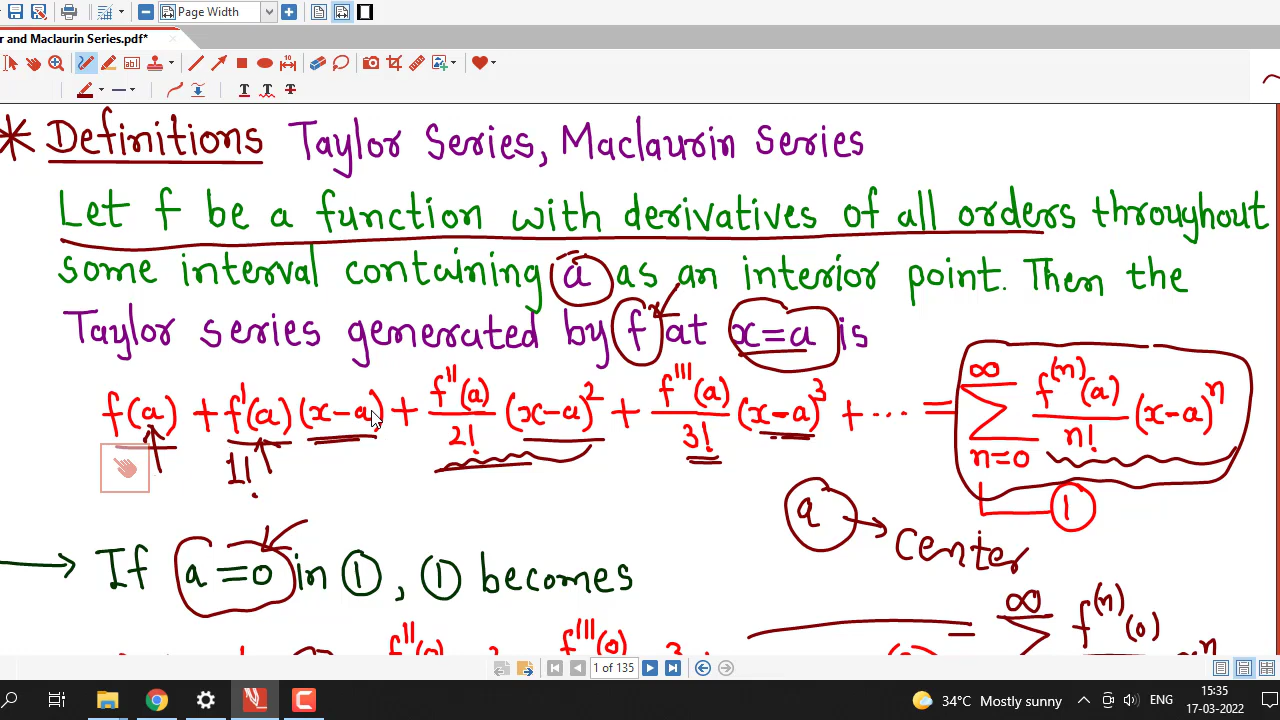 Page Width
r and Maclaurin Series.pdf*
* Definitions Taylor Series, Maclaurin Series
Let f be a function with derivatives of all orders throughout
some interval containing a as an interior point. Then the
Taylor series generated by f at x=a is
f(a) + f'(a) (x-a) + f''(a)/2! (x-a)² + f'''(a)/3! (x-a)³ + ... = ∑_{n=0}^{∞} f^(n)(a)/n! (x-a)^n
1!
①
a → Center
→ If a=0 in ①, ① becomes
f''(0) f'''(0) = ∑^{∞} f^(n)(0)
1 of 135
34°C Mostly sunny ENG 15:35
17-03-2022